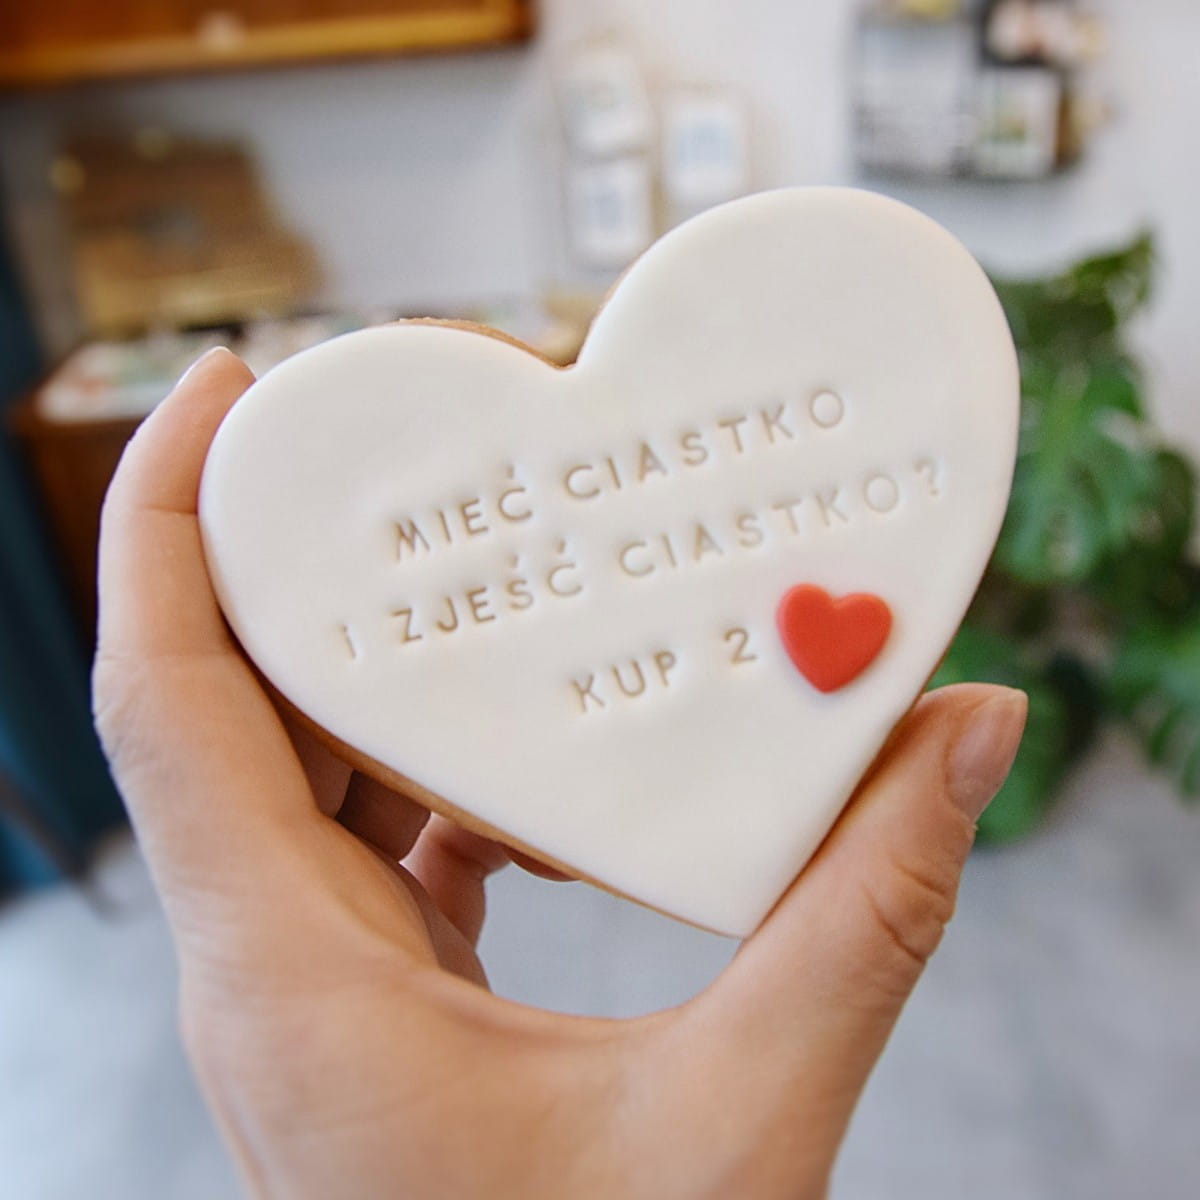 MIEĆ CIASTKO
i ZJEŚĆ CIASTKO?
KUP 2